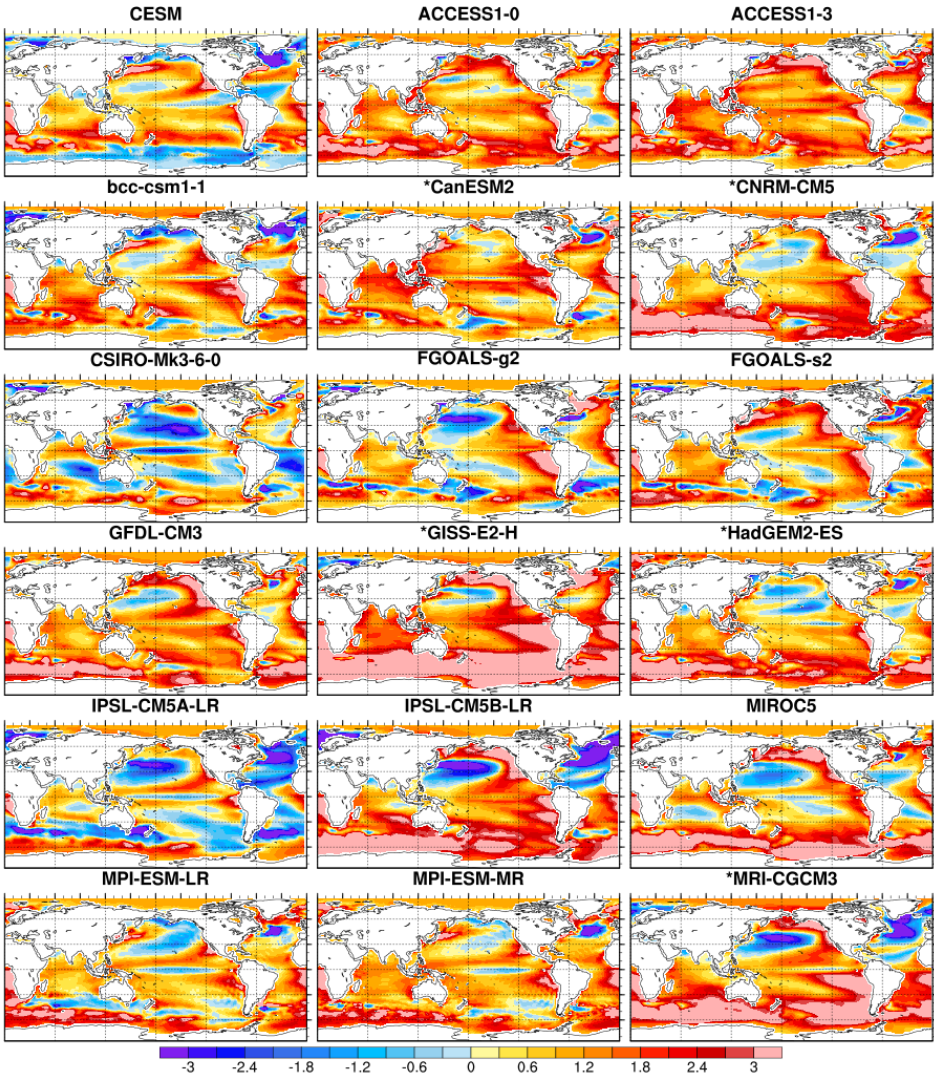 CESM ACCESS1-0 ACCESS1-3
bcc-csm1-1 *CanESM2 *CNRM-CM5
CSIRO-Mk3-6-0 FGOALS-g2 FGOALS-s2
GFDL-CM3 *GISS-E2-H *HadGEM2-ES
IPSL-CM5A-LR IPSL-CM5B-LR MIROC5
MPI-ESM-LR MPI-ESM-MR *MRI-CGCM3
-3 -2.4 -1.8 -1.2 -0.6 0 0.6 1.2 1.8 2.4 3